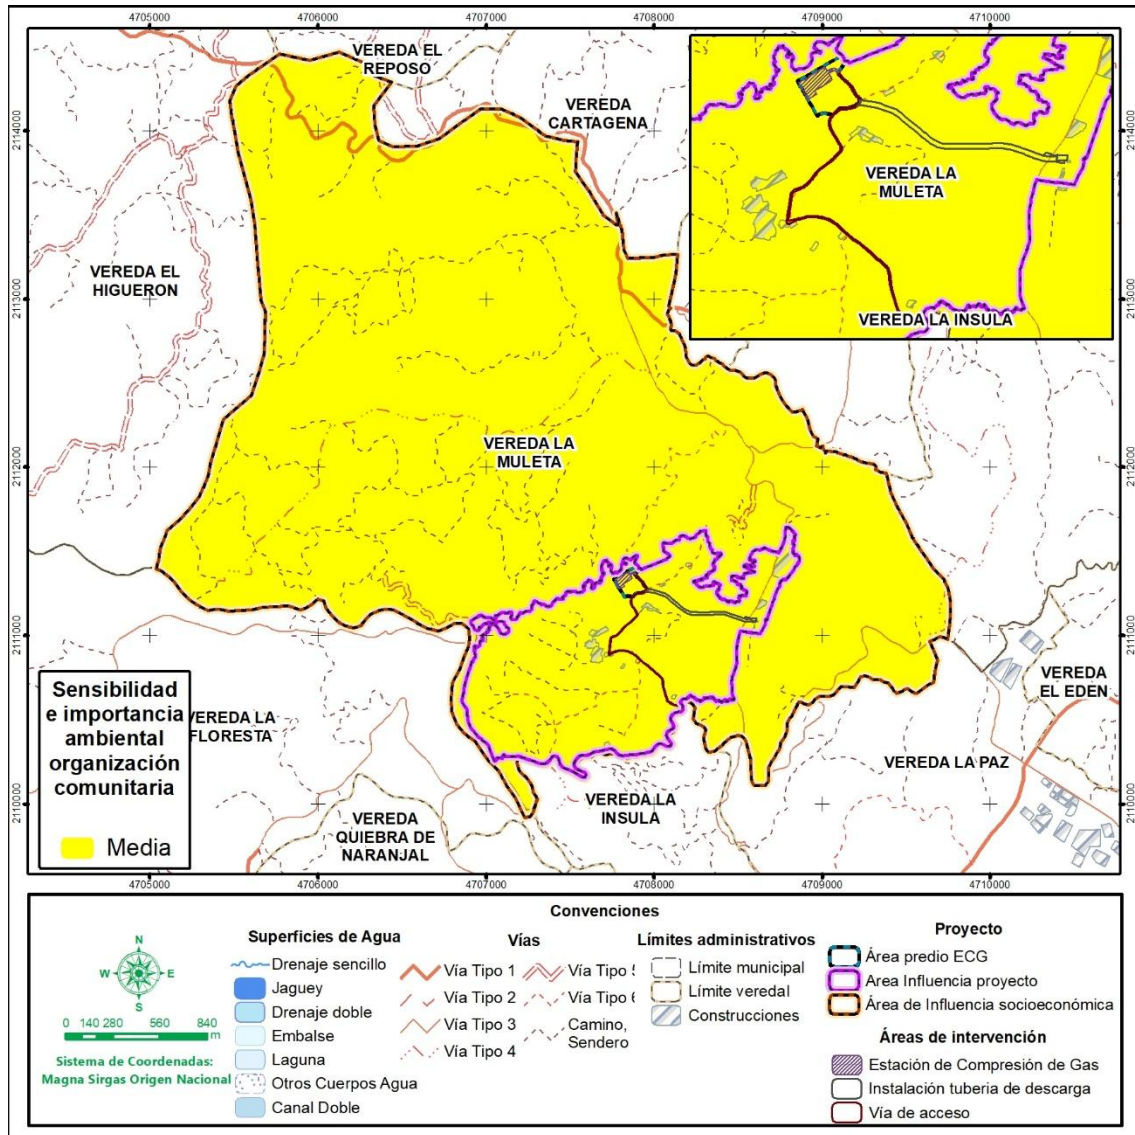 4705000 4706000 4707000 4708000 4709000 4710000
VEREDA EL
REPOSO
VEREDA
CARTAGENA
2114000
2114000
VEREDA LA
MULETA
VEREDA EL
HIGUERON
2113000
2113000
VEREDA LA INSULA
VEREDA LA
MULETA
2112000
2112000
2111000
2111000
Sensibilidad
e importancia
ambiental
organización
comunitaria
Media
VEREDA LA
FLORESTA
VEREDA
EL EDEN
VEREDA LA PAZ
VEREDA LA
INSULA
VEREDA
QUIEBRA DE
NARANJAL
2110000
2110000
4705000 4706000 4707000 4708000 4709000 4710000
Convenciones
N
W E
S
0 140 280 560 840
m
Sistema de Coordenadas:
Magna Sirgas Origen Nacional
Superficies de Agua
Drenaje sencillo
Jaguey
Drenaje doble
Embalse
Laguna
Otros Cuerpos Agua
Canal Doble
Vías
Vía Tipo 1
Vía Tipo 2
Vía Tipo 3
Vía Tipo 4
Vía Tipo 5
Vía Tipo 6
Camino,
Sendero
Límites administrativos
Límite municipal
Límite veredal
Construcciones
Proyecto
Área predio ECG
Area Influencia proyecto
Área de Influencia socioeconómica
Áreas de intervención
Estación de Compresión de Gas
Instalación tuberia de descarga
Vía de acceso